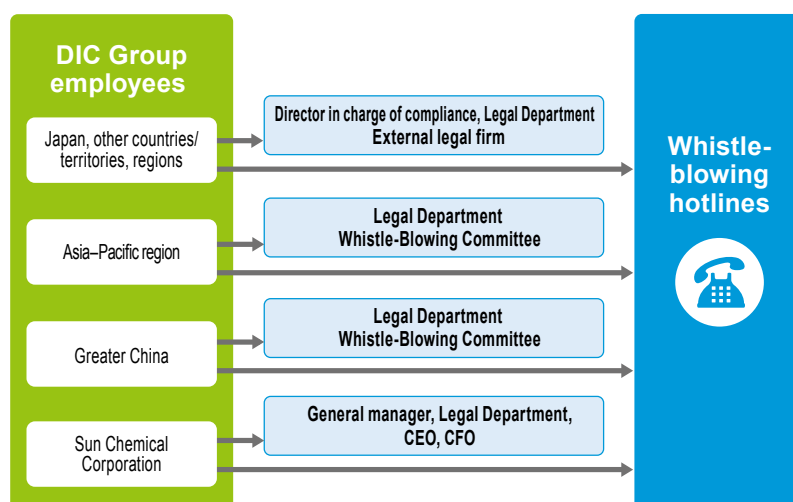 DIC Group
employees
Japan, other countries/
territories, regions
Director in charge of compliance, Legal Department
External legal firm
Asia–Pacific region
Legal Department
Whistle-Blowing Committee
Greater China
Legal Department
Whistle-Blowing Committee
Sun Chemical
Corporation
General manager, Legal Department,
CEO, CFO
Whistle-
blowing
hotlines